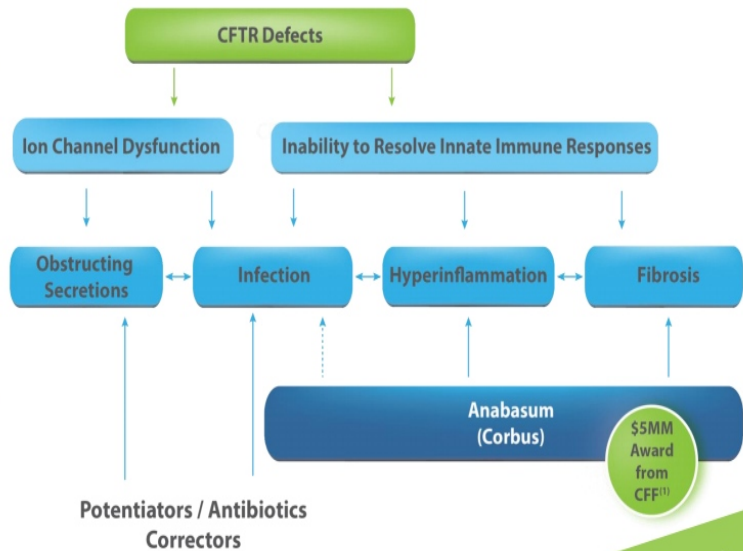 CFTR Defects
Ion Channel Dysfunction
Inability to Resolve Innate Immune Responses
Obstructing
Secretions
Infection
Hyperinflammation
Fibrosis
Anabasum
(Corbus)
$5MM
Award
from
CFF(1)
Potentiators / Antibiotics
Correctors